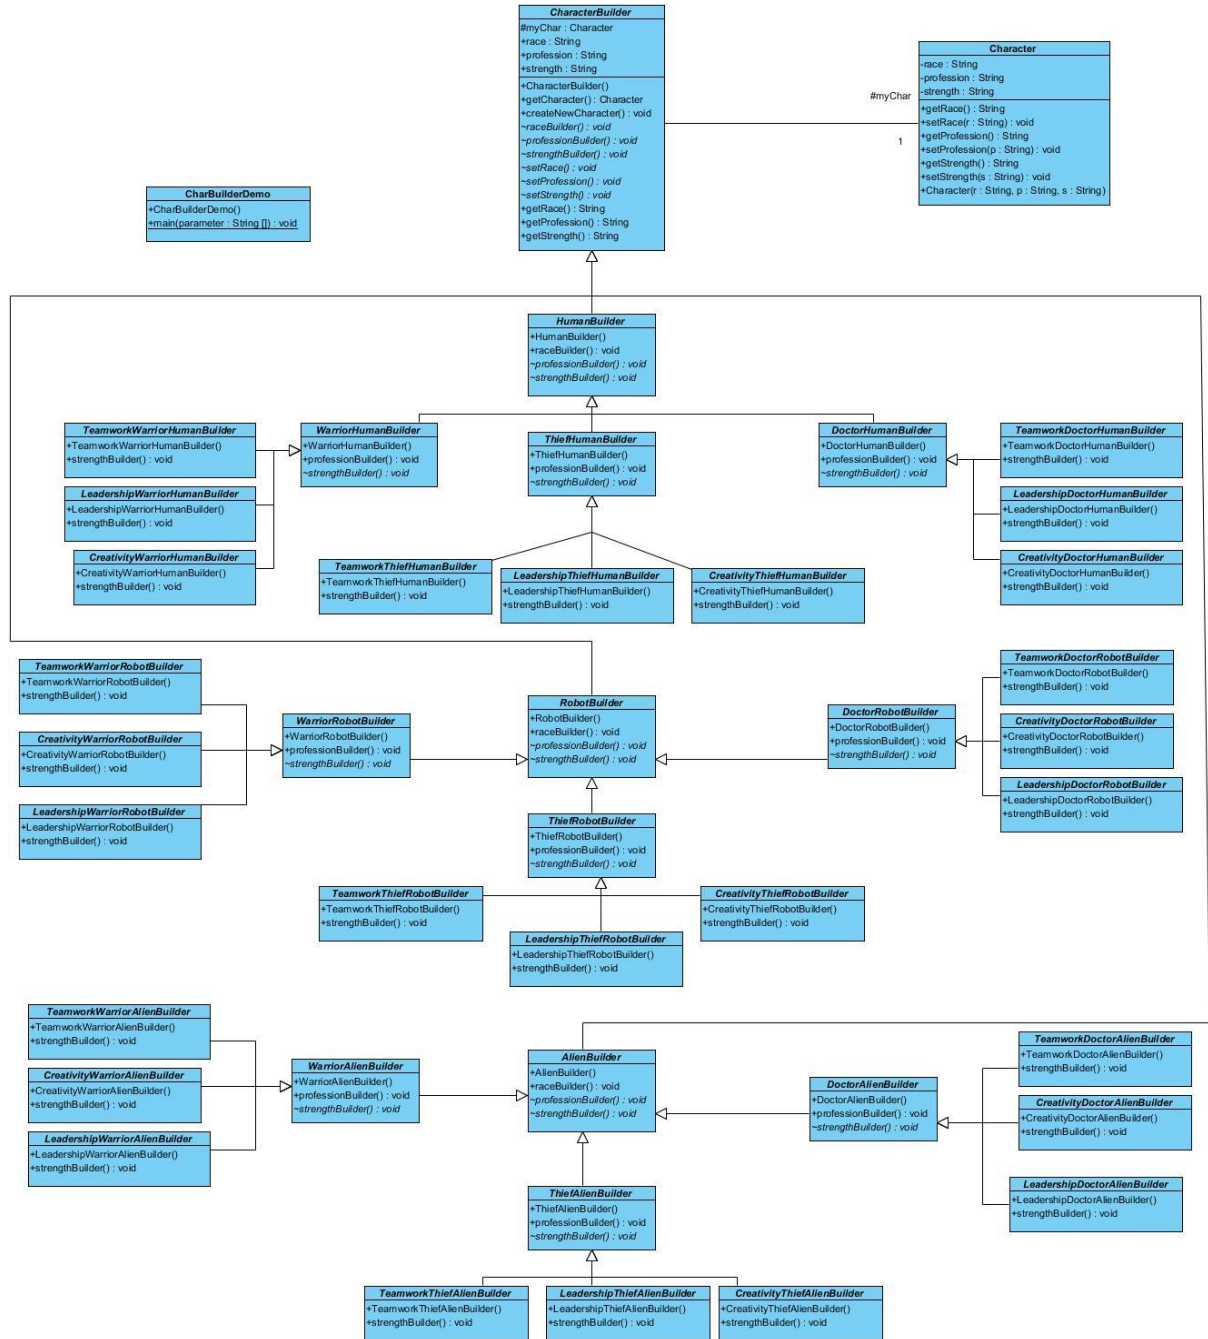 CharacterBuilder
#myChar : Character
+race : String
+profession : String
+strength : String
+CharacterBuilder()
+getCharacter() : Character
+createNewCharacter() : void
~raceBuilder() : void
~professionBuilder() : void
~strengthBuilder() : void
~setRace() : void
~setProfession() : void
~setStrength() : void
+getRace() : String
+getProfession() : String
+getStrength() : String
#myChar
1
Character
-race : String
-profession : String
-strength : String
+getRace() : String
+setRace(r : String) : void
+getProfession() : String
+setProfession(p : String) : void
+getStrength() : String
+setStrength(s : String) : void
+Character(r : String, p : String, s : String)
CharBuilderDemo
+CharBuilderDemo()
+main(parameter : String []) : void
HumanBuilder
+HumanBuilder()
+raceBuilder() : void
~professionBuilder() : void
~strengthBuilder() : void
TeamworkWarriorHumanBuilder
+TeamworkWarriorHumanBuilder()
+strengthBuilder() : void
LeadershipWarriorHumanBuilder
+LeadershipWarriorHumanBuilder()
+strengthBuilder() : void
CreativityWarriorHumanBuilder
+CreativityWarriorHumanBuilder()
+strengthBuilder() : void
WarriorHumanBuilder
+WarriorHumanBuilder()
+professionBuilder() : void
~strengthBuilder() : void
ThiefHumanBuilder
+ThiefHumanBuilder()
+professionBuilder() : void
~strengthBuilder() : void
DoctorHumanBuilder
+DoctorHumanBuilder()
+professionBuilder() : void
~strengthBuilder() : void
TeamworkDoctorHumanBuilder
+TeamworkDoctorHumanBuilder()
+strengthBuilder() : void
LeadershipDoctorHumanBuilder
+LeadershipDoctorHumanBuilder()
+strengthBuilder() : void
CreativityDoctorHumanBuilder
+CreativityDoctorHumanBuilder()
+strengthBuilder() : void
TeamworkThiefHumanBuilder
+TeamworkThiefHumanBuilder()
+strengthBuilder() : void
LeadershipThiefHumanBuilder
+LeadershipThiefHumanBuilder()
+strengthBuilder() : void
CreativityThiefHumanBuilder
+CreativityThiefHumanBuilder()
+strengthBuilder() : void
TeamworkWarriorRobotBuilder
+TeamworkWarriorRobotBuilder()
+strengthBuilder() : void
CreativityWarriorRobotBuilder
+CreativityWarriorRobotBuilder()
+strengthBuilder() : void
LeadershipWarriorRobotBuilder
+LeadershipWarriorRobotBuilder()
+strengthBuilder() : void
WarriorRobotBuilder
+WarriorRobotBuilder()
+professionBuilder() : void
~strengthBuilder() : void
RobotBuilder
+RobotBuilder()
+raceBuilder() : void
~professionBuilder() : void
~strengthBuilder() : void
DoctorRobotBuilder
+DoctorRobotBuilder()
+professionBuilder() : void
~strengthBuilder() : void
TeamworkDoctorRobotBuilder
+TeamworkDoctorRobotBuilder()
+strengthBuilder() : void
CreativityDoctorRobotBuilder
+CreativityDoctorRobotBuilder()
+strengthBuilder() : void
LeadershipDoctorRobotBuilder
+LeadershipDoctorRobotBuilder()
+strengthBuilder() : void
ThiefRobotBuilder
+ThiefRobotBuilder()
+professionBuilder() : void
~strengthBuilder() : void
TeamworkThiefRobotBuilder
+TeamworkThiefRobotBuilder()
+strengthBuilder() : void
LeadershipThiefRobotBuilder
+LeadershipThiefRobotBuilder()
+strengthBuilder() : void
CreativityThiefRobotBuilder
+CreativityThiefRobotBuilder()
+strengthBuilder() : void
TeamworkWarriorAlienBuilder
+TeamworkWarriorAlienBuilder()
+strengthBuilder() : void
CreativityWarriorAlienBuilder
+CreativityWarriorAlienBuilder()
+strengthBuilder() : void
LeadershipWarriorAlienBuilder
+LeadershipWarriorAlienBuilder()
+strengthBuilder() : void
WarriorAlienBuilder
+WarriorAlienBuilder()
+professionBuilder() : void
~strengthBuilder() : void
AlienBuilder
+AlienBuilder()
+raceBuilder() : void
~professionBuilder() : void
~strengthBuilder() : void
DoctorAlienBuilder
+DoctorAlienBuilder()
+professionBuilder() : void
~strengthBuilder() : void
TeamworkDoctorAlienBuilder
+TeamworkDoctorAlienBuilder()
+strengthBuilder() : void
CreativityDoctorAlienBuilder
+CreativityDoctorAlienBuilder()
+strengthBuilder() : void
LeadershipDoctorAlienBuilder
+LeadershipDoctorAlienBuilder()
+strengthBuilder() : void
ThiefAlienBuilder
+ThiefAlienBuilder()
+professionBuilder() : void
~strengthBuilder() : void
TeamworkThiefAlienBuilder
+TeamworkThiefAlienBuilder()
+strengthBuilder() : void
LeadershipThiefAlienBuilder
+LeadershipThiefAlienBuilder()
+strengthBuilder() : void
CreativityThiefAlienBuilder
+CreativityThiefAlienBuilder()
+strengthBuilder() : void